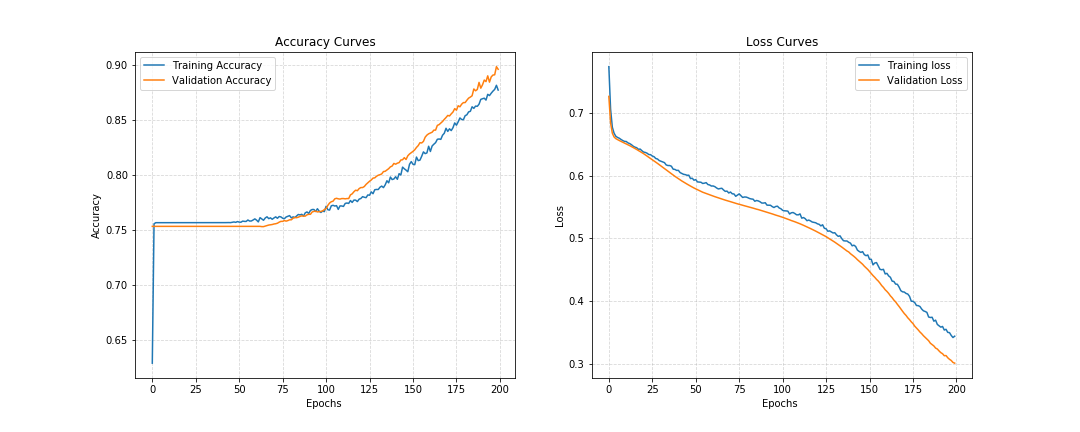 Accuracy Curves
Training Accuracy
Validation Accuracy
0.90
0.85
0.80
0.75
0.70
0.65
Accuracy
0 25 50 75 100 125 150 175 200
Epochs
Loss Curves
Training loss
Validation Loss
0.7
0.6
0.5
0.4
0.3
Loss
0 25 50 75 100 125 150 175 200
Epochs